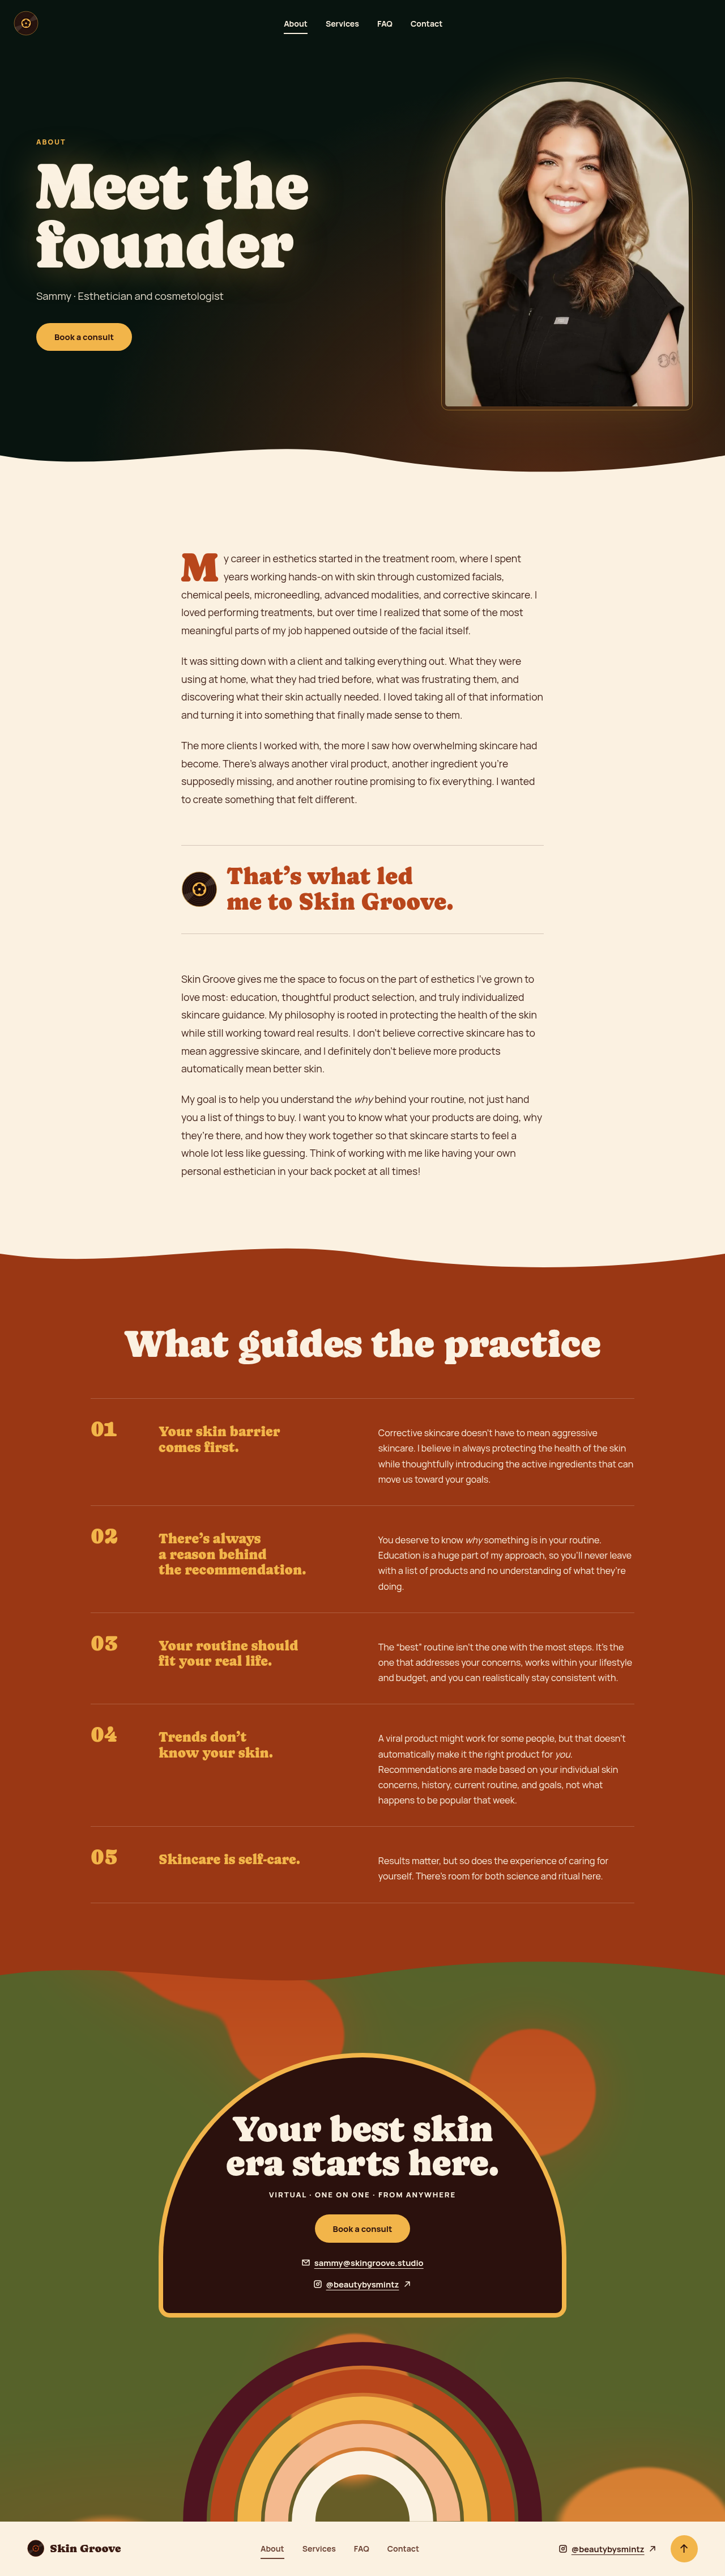 About Services FAQ Contact
ABOUT
Meet the
founder
Sammy · Esthetician and cosmetologist
Book a consult
My career in esthetics started in the treatment room, where I spent
years working hands-on with skin through customized facials,
chemical peels, microneedling, advanced modalities, and corrective skincare. I
loved performing treatments, but over time I realized that some of the most
meaningful parts of my job happened outside of the facial itself.
It was sitting down with a client and talking everything out. What they were
using at home, what they had tried before, what was frustrating them, and
discovering what their skin actually needed. I loved taking all of that information
and turning it into something that finally made sense to them.
The more clients I worked with, the more I saw how overwhelming skincare had
become. There’s always another viral product, another ingredient you’re
supposedly missing, and another routine promising to fix everything. I wanted
to create something that felt different.
That’s what led
me to Skin Groove.
Skin Groove gives me the space to focus on the part of esthetics I’ve grown to
love most: education, thoughtful product selection, and truly individualized
skincare guidance. My philosophy is rooted in protecting the health of the skin
while still working toward real results. I don’t believe corrective skincare has to
mean aggressive skincare, and I definitely don’t believe more products
automatically mean better skin.
My goal is to help you understand the why behind your routine, not just hand
you a list of things to buy. I want you to know what your products are doing, why
they’re there, and how they work together so that skincare starts to feel a
whole lot less like guessing. Think of working with me like having your own
personal esthetician in your back pocket at all times!
What guides the practice
01
Your skin barrier
comes first.
Corrective skincare doesn’t have to mean aggressive
skincare. I believe in always protecting the health of the skin
while thoughtfully introducing the active ingredients that can
move us toward your goals.
02
There’s always
a reason behind
the recommendation.
You deserve to know why something is in your routine.
Education is a huge part of my approach, so you’ll never leave
with a list of products and no understanding of what they’re
doing.
03
Your routine should
fit your real life.
The “best” routine isn’t the one with the most steps. It’s the
one that addresses your concerns, works within your lifestyle
and budget, and you can realistically stay consistent with.
04
Trends don’t
know your skin.
A viral product might work for some people, but that doesn’t
automatically make it the right product for you.
Recommendations are made based on your individual skin
concerns, history, current routine, and goals, not what
happens to be popular that week.
05
Skincare is self-care.
Results matter, but so does the experience of caring for
yourself. There’s room for both science and ritual here.
Your best skin
era starts here.
VIRTUAL · ONE ON ONE · FROM ANYWHERE
Book a consult
sammy@skingroove.studio
@beautybysmintz
Skin Groove
About Services FAQ Contact
@beautybysmintz